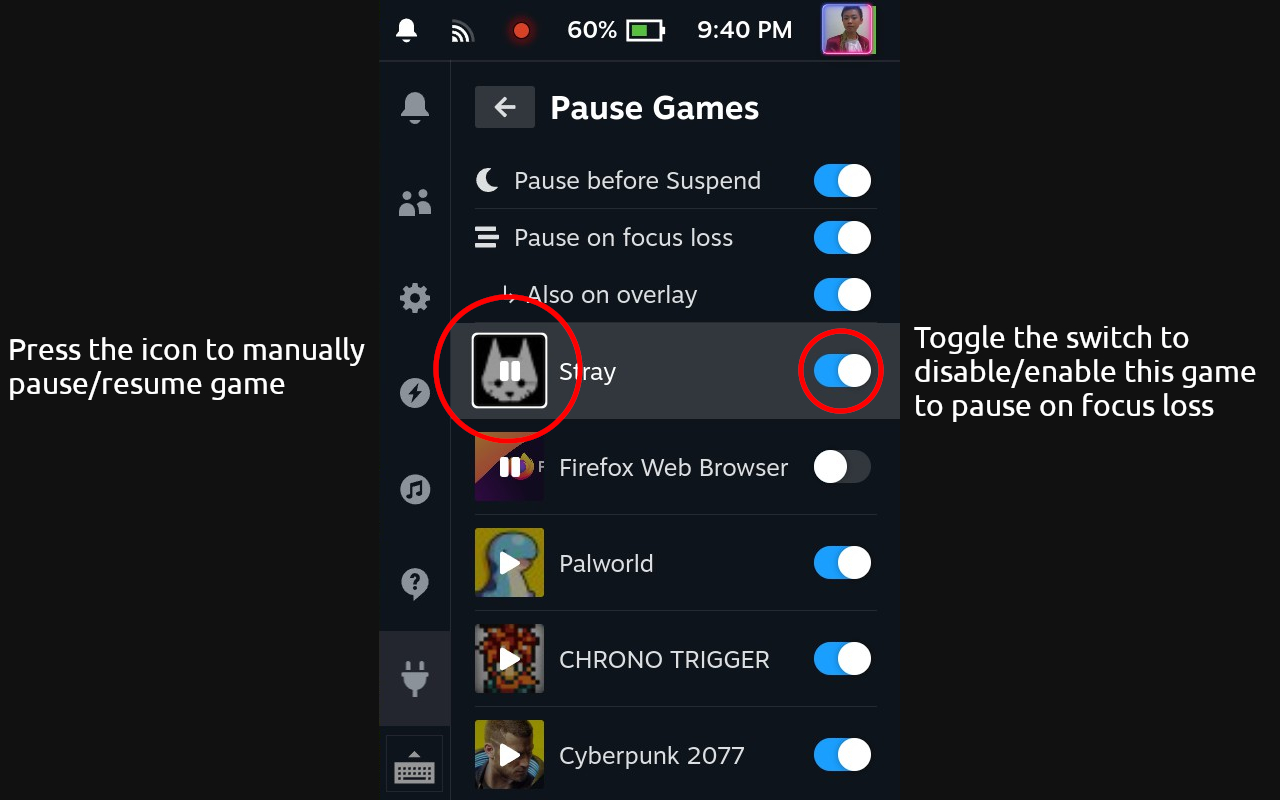 60%
9:40 PM
Pause Games
Pause before Suspend
Pause on focus loss
Also on overlay
Press the icon to manually
pause/resume game
Stray
Toggle the switch to
disable/enable this game
to pause on focus loss
F
Firefox Web Browser
Palworld
CHRONO TRIGGER
Cyberpunk 2077